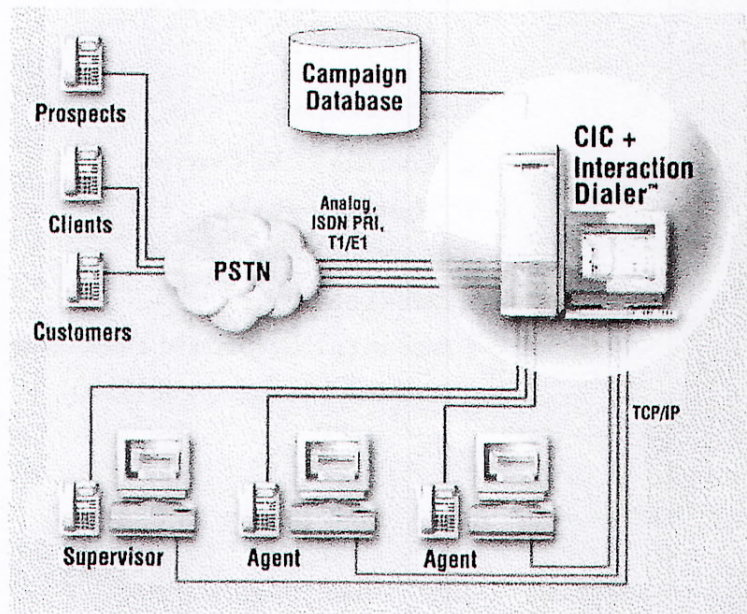 Campaign
Database
Prospects
CIC +
Interaction
Dialer™
Clients
Analog,
ISDN PRI,
T1/E1
PSTN
Customers
TCP/IP
Supervisor
Agent
Agent